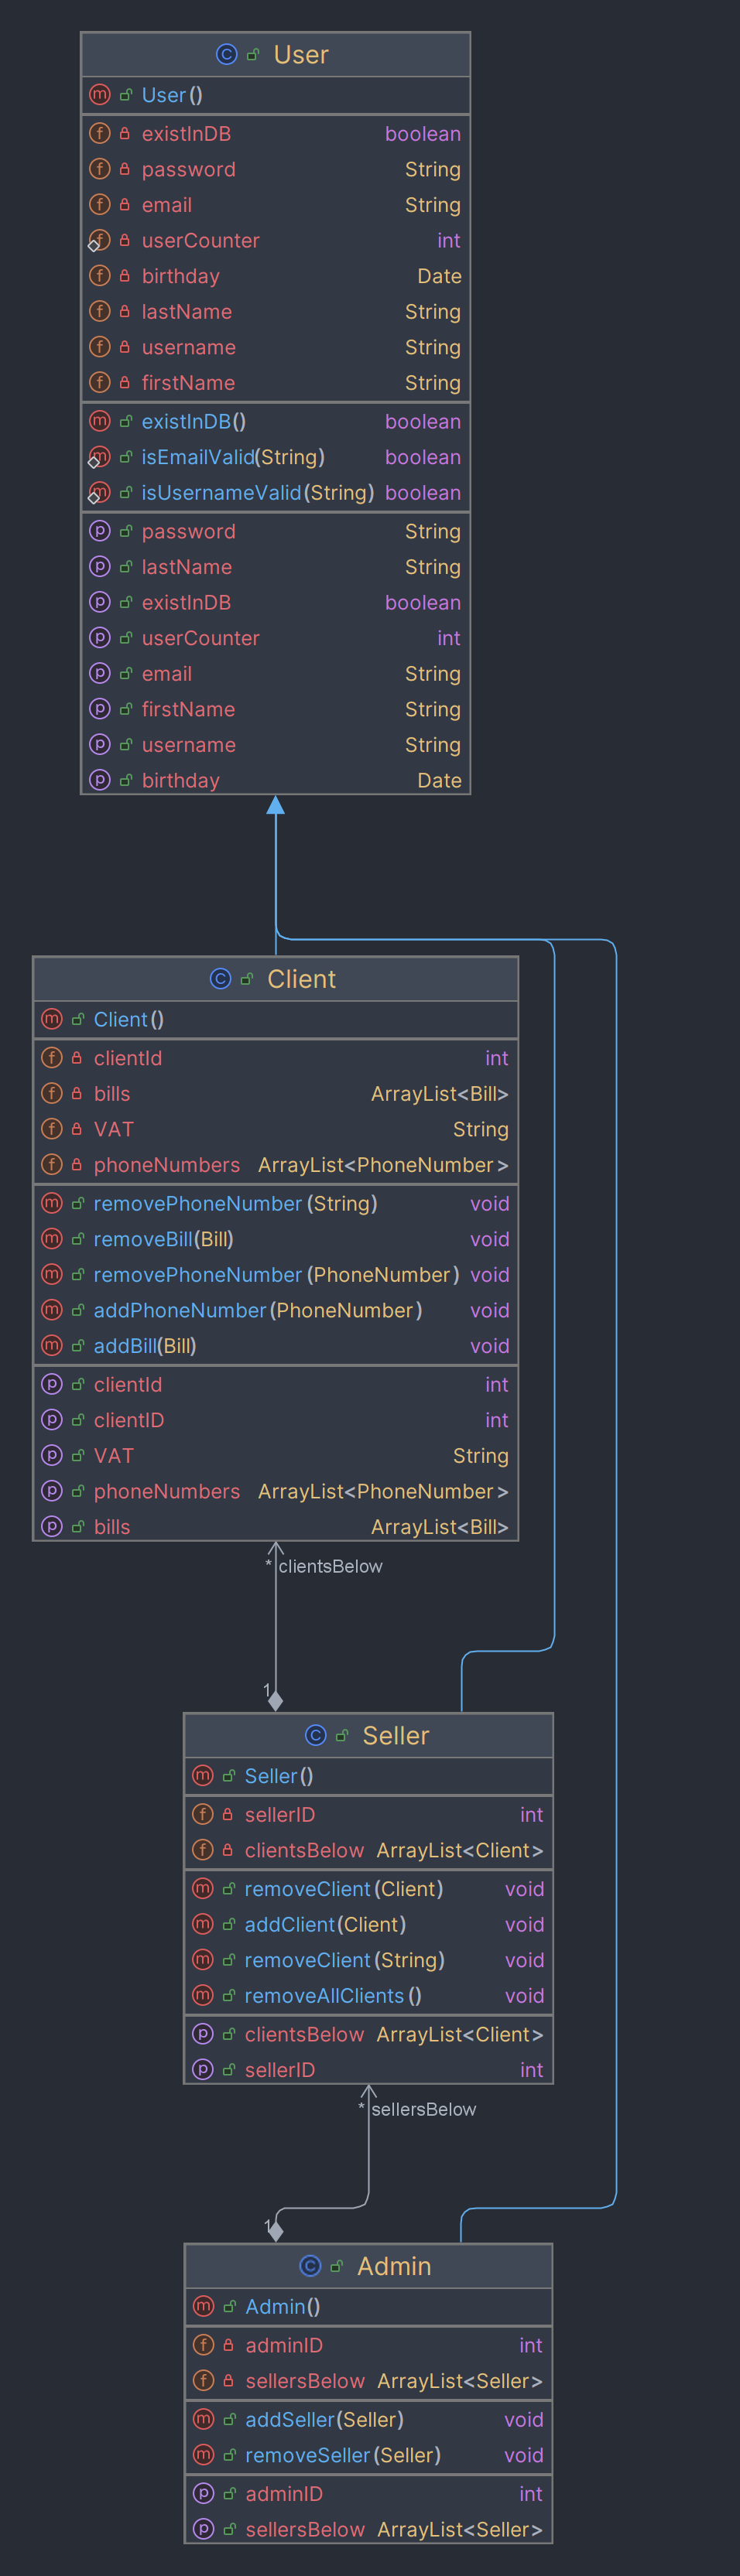 User
User()
existInDB boolean
password String
email String
userCounter int
birthday Date
lastName String
username String
firstName String
existInDB() boolean
isEmailValid(String) boolean
isUsernameValid(String) boolean
password String
lastName String
existInDB boolean
userCounter int
email String
firstName String
username String
birthday Date
Client
Client()
clientId int
bills ArrayList<Bill>
VAT String
phoneNumbers ArrayList<PhoneNumber>
removePhoneNumber(String) void
removeBill(Bill) void
removePhoneNumber(PhoneNumber) void
addPhoneNumber(PhoneNumber) void
addBill(Bill) void
clientId int
clientID int
VAT String
phoneNumbers ArrayList<PhoneNumber>
bills ArrayList<Bill>
* clientsBelow
1
Seller
Seller()
sellerID int
clientsBelow ArrayList<Client>
removeClient(Client) void
addClient(Client) void
removeClient(String) void
removeAllClients() void
clientsBelow ArrayList<Client>
sellerID int
* sellersBelow
1
Admin
Admin()
adminID int
sellersBelow ArrayList<Seller>
addSeller(Seller) void
removeSeller(Seller) void
adminID int
sellersBelow ArrayList<Seller>